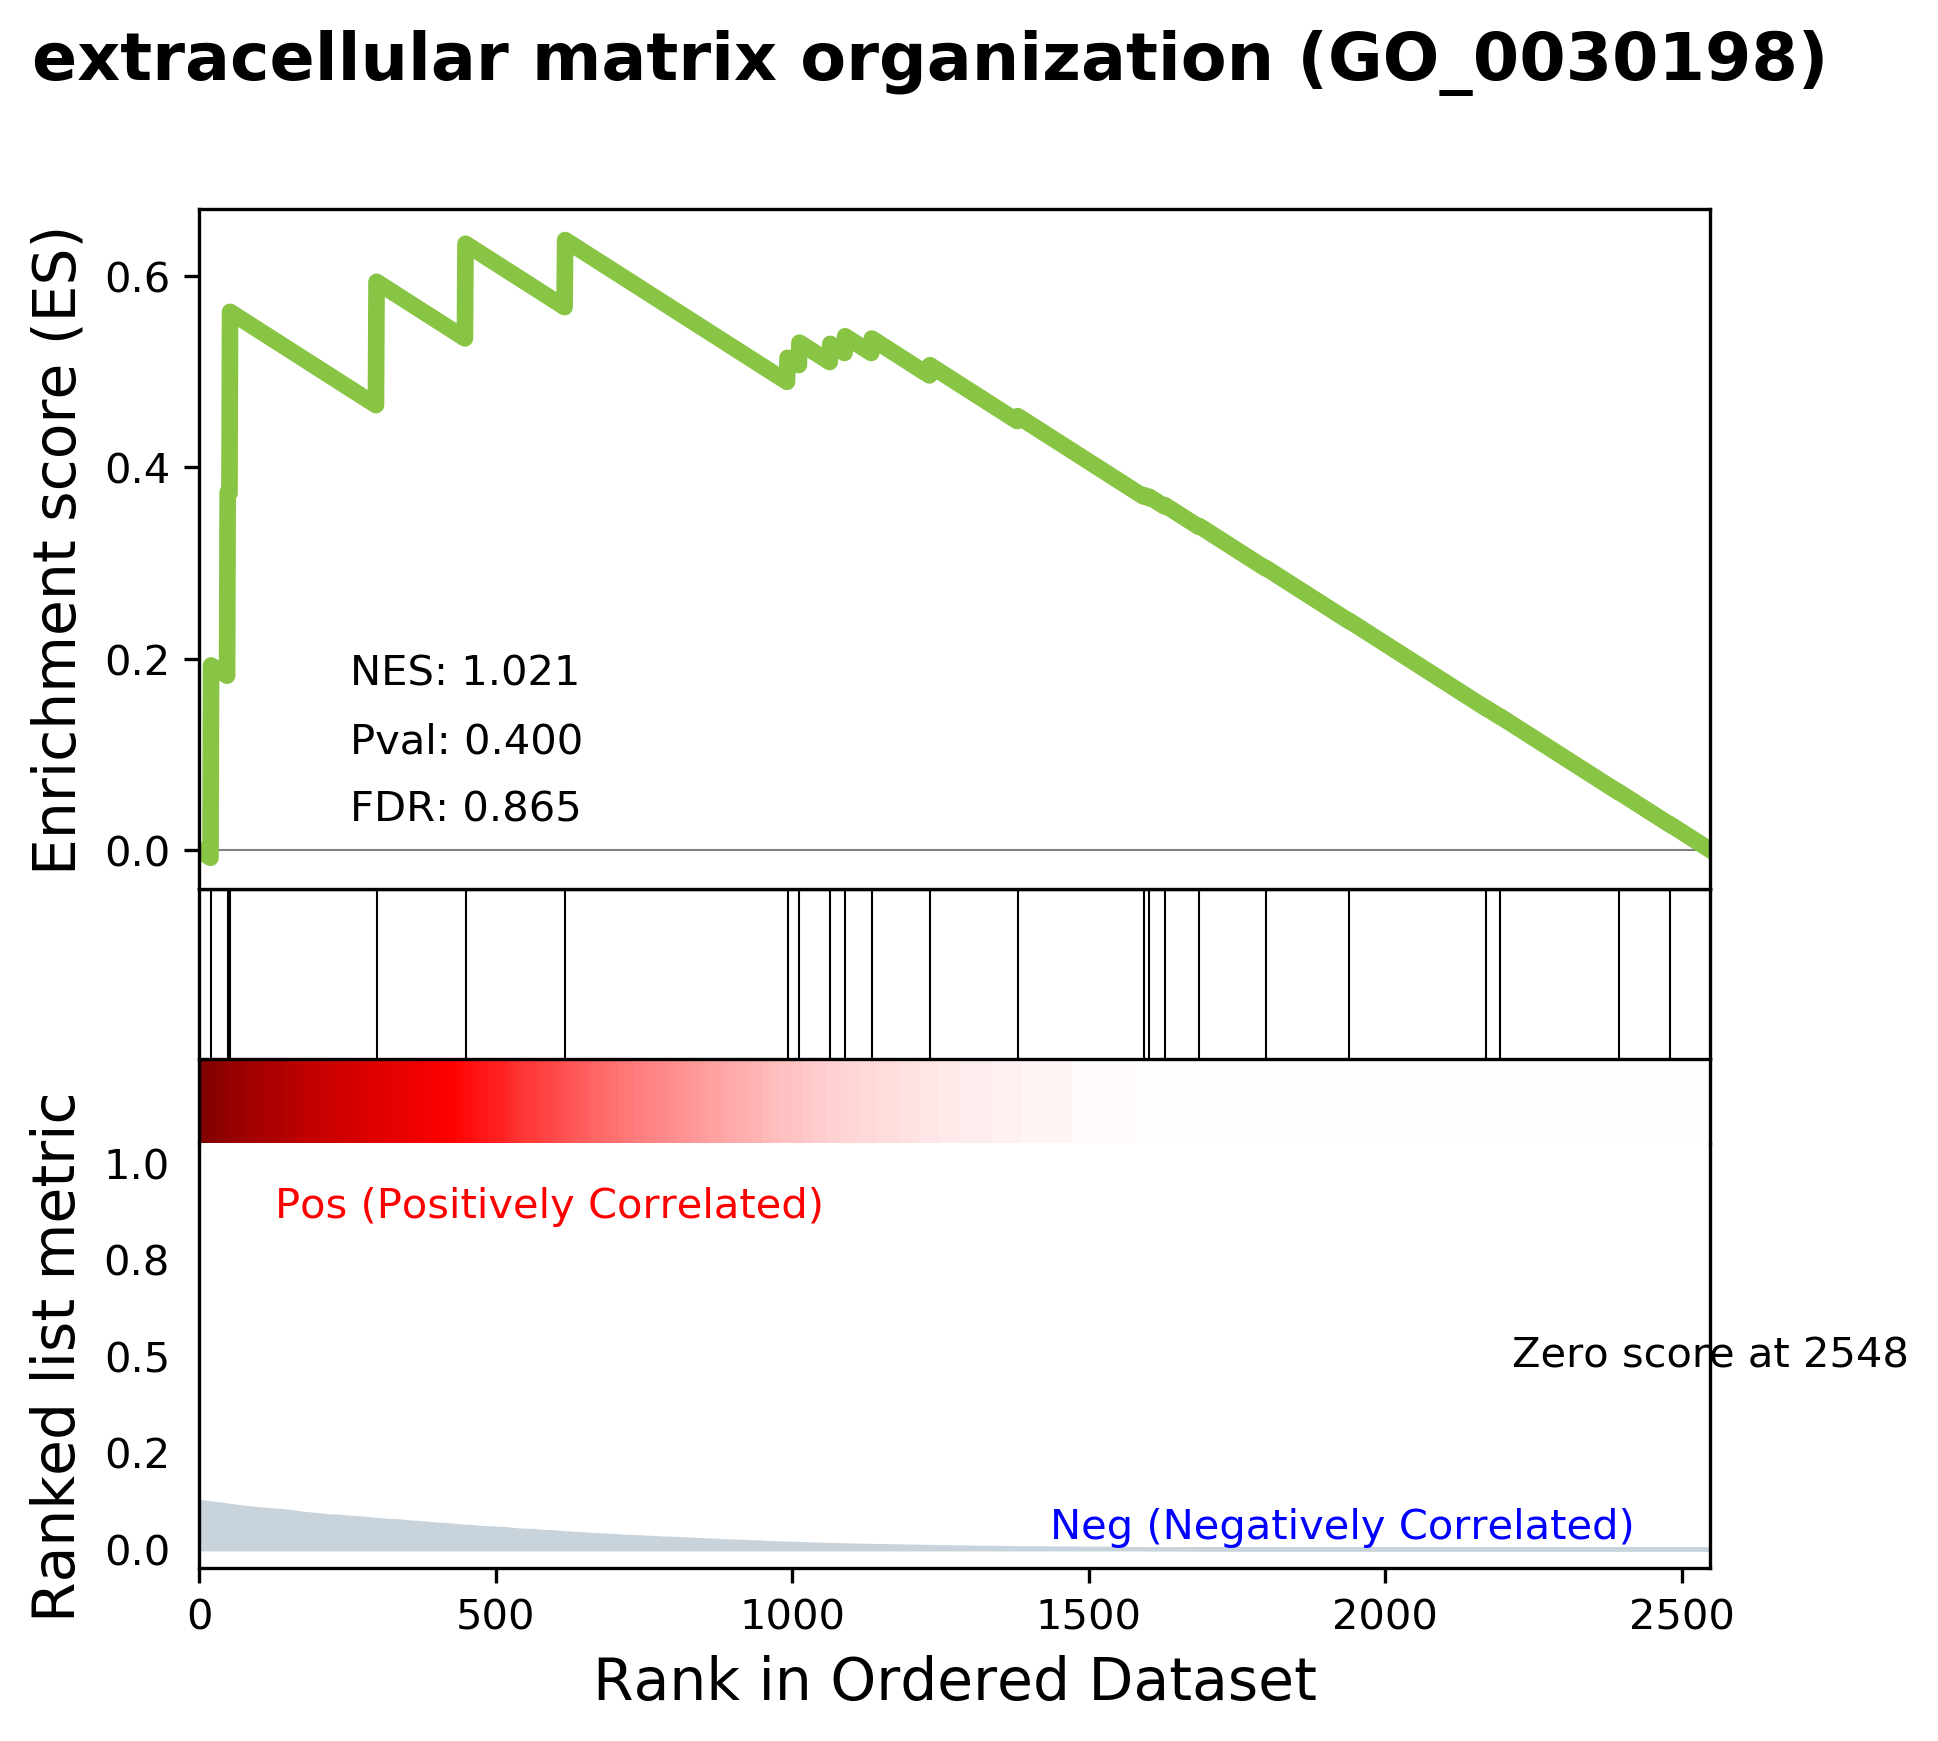 extracellular matrix organization (GO_0030198)
Enrichment score (ES)
0.6
0.4
0.2
0.0
NES: 1.021
Pval: 0.400
FDR: 0.865
Ranked list metric
1.0
0.8
0.5
0.2
0.0
Pos (Positively Correlated)
Zero score at 2548
Neg (Negatively Correlated)
0 500 1000 1500 2000 2500
Rank in Ordered Dataset